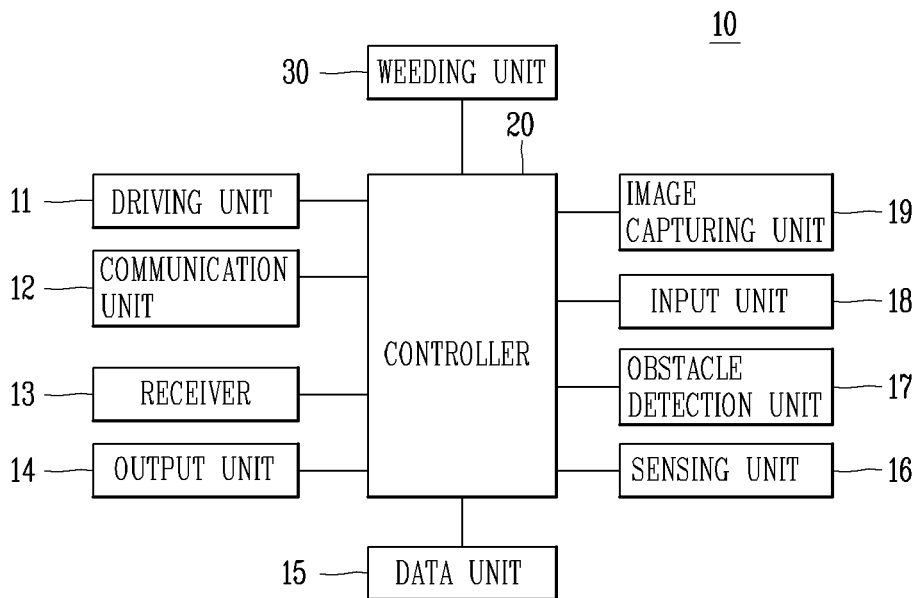 10
30
WEEDING UNIT
20
11
DRIVING UNIT
12
COMMUNICATION
UNIT
13
RECEIVER
14
OUTPUT UNIT
CONTROLLER
IMAGE
CAPTURING UNIT
19
INPUT UNIT
18
OBSTACLE
DETECTION UNIT
17
SENSING UNIT
16
15
DATA UNIT